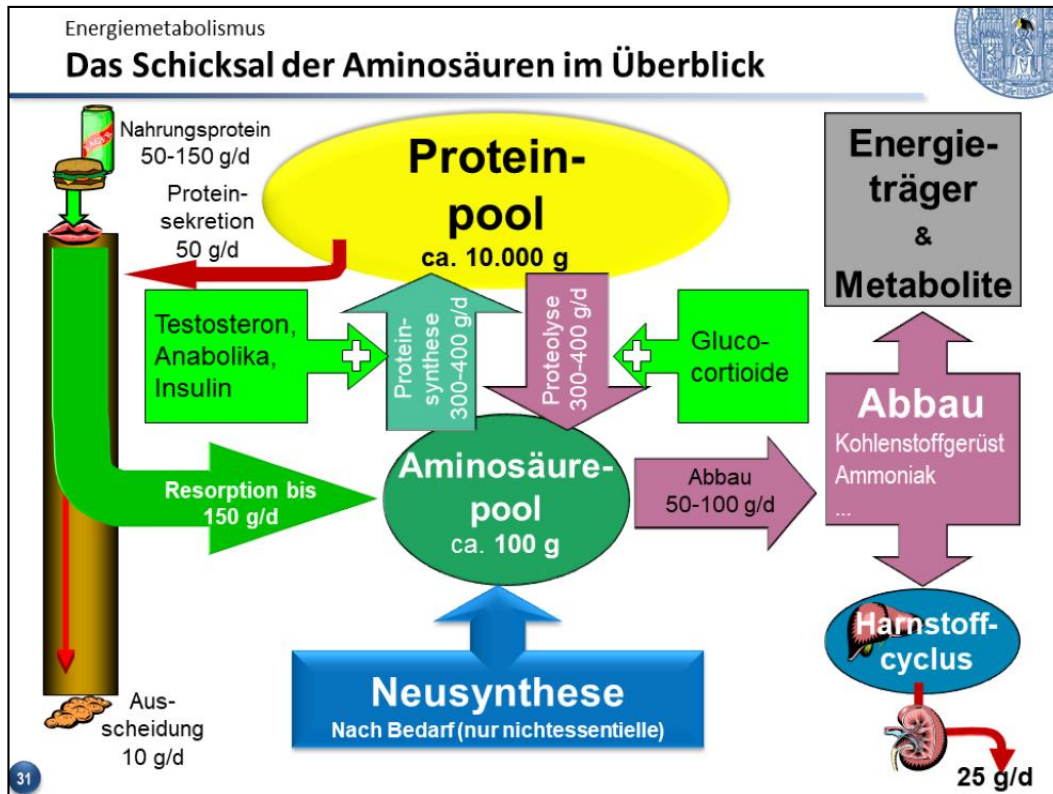 Energiemetabolismus
Das Schicksal der Aminosäuren im Überblick
LAGER
Nahrungsprotein
50-150 g/d
Protein-
sekretion
50 g/d
Protein-
pool
ca. 10.000 g
Energie-
träger
&
Metabolite
Testosteron,
Anabolika,
Insulin
Protein-
synthese
300-400 g/d
Proteolyse
300-400 g/d
Gluco-
cortioide
Resorption bis
150 g/d
Aminosäure-
pool
ca. 100 g
Abbau
50-100 g/d
Abbau
Kohlenstoffgerüst
Ammoniak
...
Neusynthese
Nach Bedarf (nur nichtessentielle)
Harnstoff-
cyclus
Aus-
scheidung
10 g/d
25 g/d
31